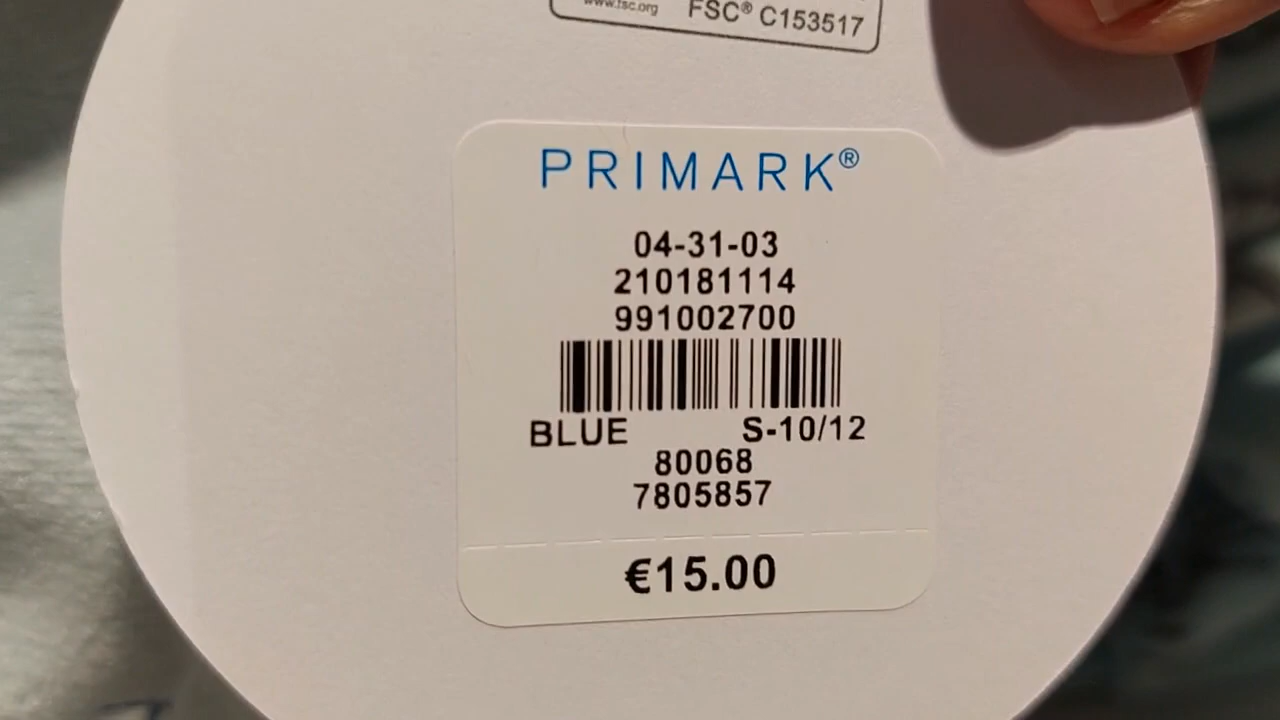 www.fsc.org FSC® C153517
PRIMARK®
04-31-03
210181114
991002700
BLUE S-10/12
80068
7805857
€15.00